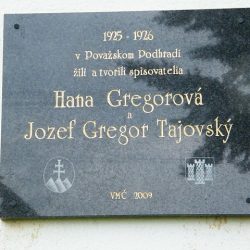 1925 - 1926
v Považskom Podhradí
žili a tvorili spisovatelia
Hana Gregorová
a
Jozef Gregor Tajovský
VMČ 2009